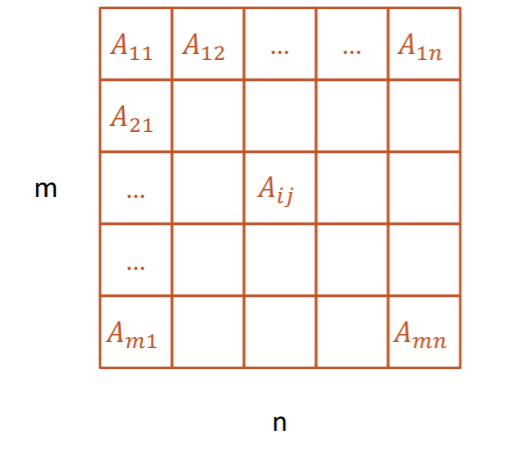 A₁₁ A₁₂ ... ... A₁ₙ
A₂₁
m ... Aᵢⱼ
...
Aₘ₁ Aₘₙ
n